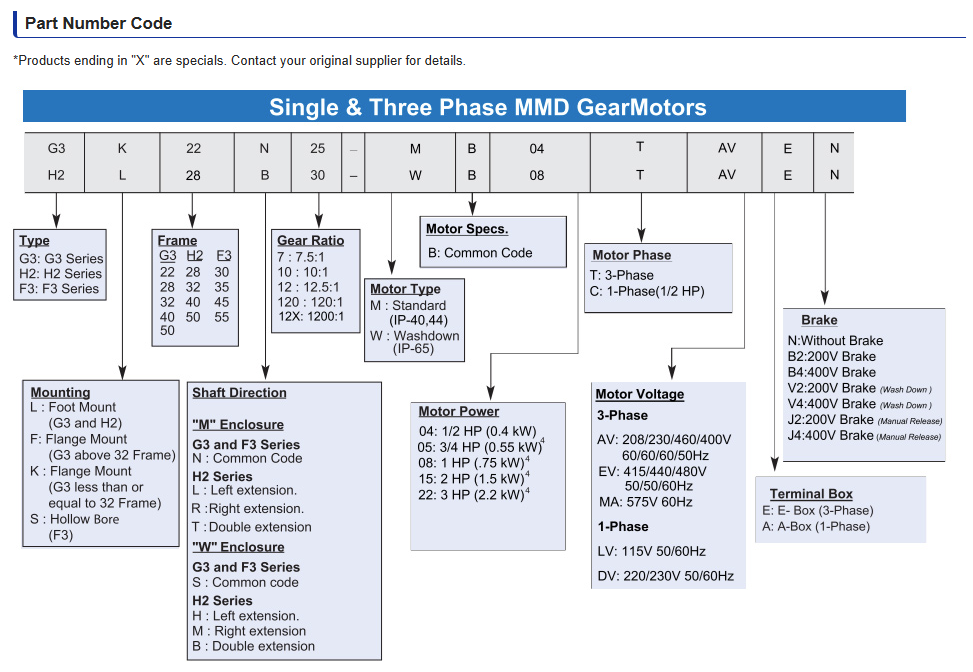 Part Number Code
*Products ending in "X" are specials. Contact your original supplier for details.
Single & Three Phase MMD GearMotors
G3 K 22 N 25 – M B 04 T AV E N
H2 L 28 B 30 – W B 08 T AV E N
Type
G3: G3 Series
H2: H2 Series
F3: F3 Series
Frame
G3 H2 F3
22 28 30
28 32 35
32 40 45
40 50 55
50
Gear Ratio
7 : 7.5:1
10 : 10:1
12 : 12.5:1
120 : 120:1
12X: 1200:1
Motor Type
M : Standard
(IP-40,44)
W : Washdown
(IP-65)
Motor Specs.
B: Common Code
Motor Phase
T: 3-Phase
C: 1-Phase(1/2 HP)
Brake
N:Without Brake
B2:200V Brake
B4:400V Brake
V2:200V Brake (Wash Down )
V4:400V Brake (Wash Down )
J2:200V Brake (Manual Release)
J4:400V Brake (Manual Release)
Mounting
L : Foot Mount
(G3 and H2)
F: Flange Mount
(G3 above 32 Frame)
K : Flange Mount
(G3 less than or
equal to 32 Frame)
S : Hollow Bore
(F3)
Shaft Direction
"M" Enclosure
G3 and F3 Series
N : Common Code
H2 Series
L : Left extension.
R :Right extension.
T :Double extension
"W" Enclosure
G3 and F3 Series
S : Common code
H2 Series
H : Left extension.
M : Right extension
B : Double extension
Motor Power
04: 1/2 HP (0.4 kW)
05: 3/4 HP (0.55 kW)4
08: 1 HP (.75 kW)4
15: 2 HP (1.5 kW)4
22: 3 HP (2.2 kW)4
Motor Voltage
3-Phase
AV: 208/230/460/400V
60/60/60/50Hz
EV: 415/440/480V
50/50/60Hz
MA: 575V 60Hz
1-Phase
LV: 115V 50/60Hz
DV: 220/230V 50/60Hz
Terminal Box
E: E- Box (3-Phase)
A: A-Box (1-Phase)